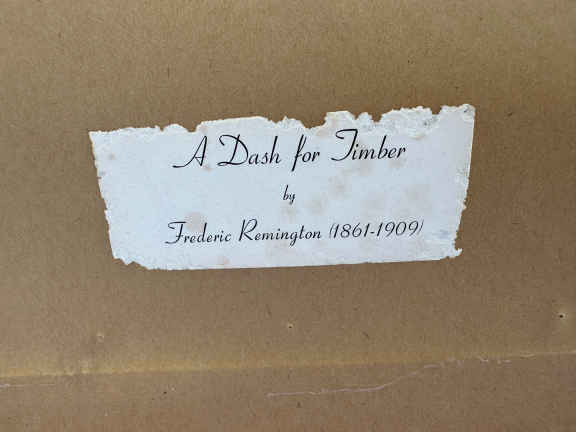 A Dash for Timber
by
Frederic Remington (1861-1909)